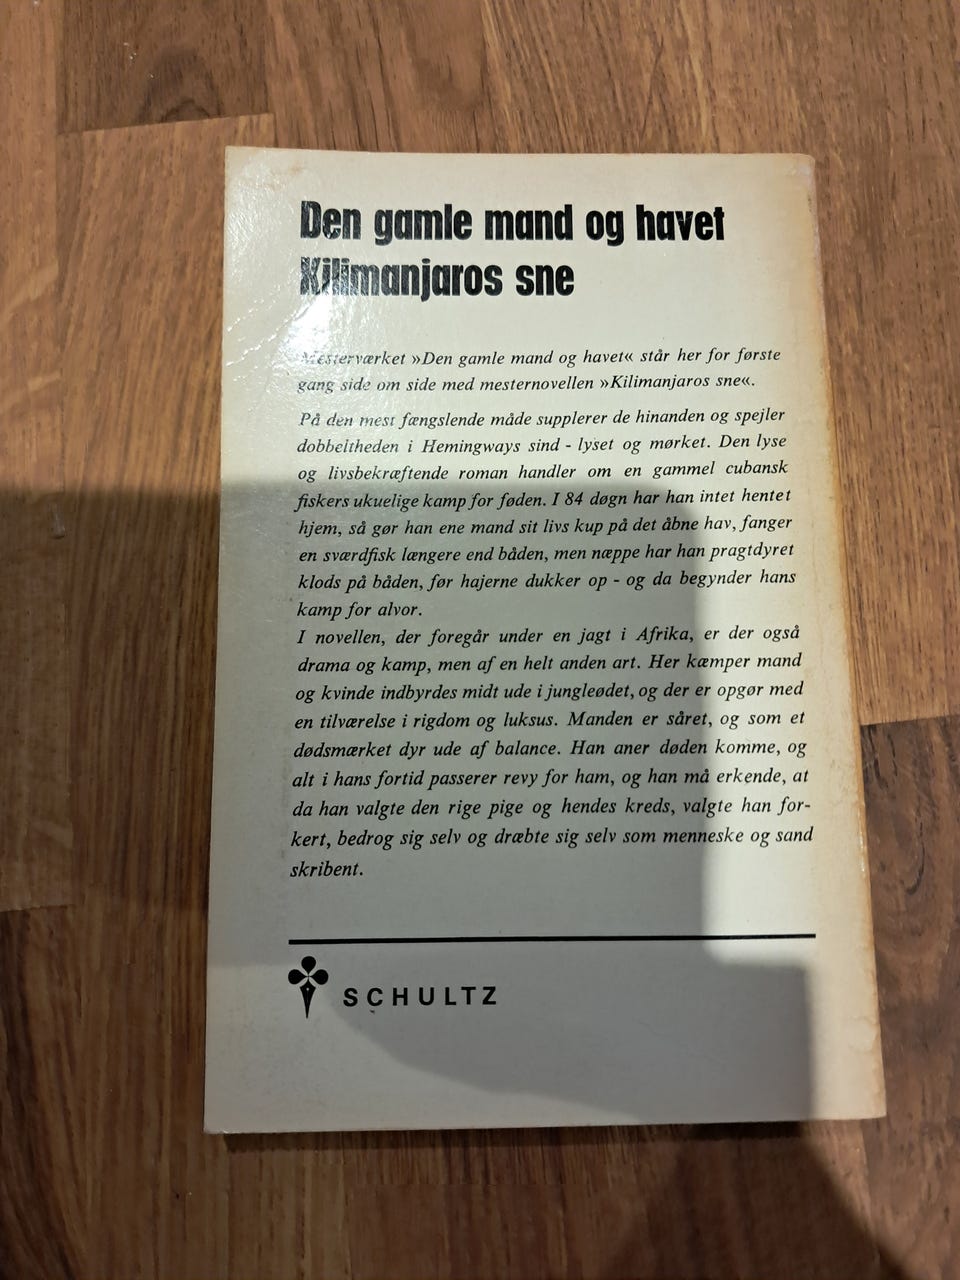 Den gamle mand og havet
Kilimanjaros sne
Mesterværket »Den gamle mand og havet« står her for første
gang side om side med mesternovellen »Kilimanjaros sne«.
På den mest fængslende måde supplerer de hinanden og spejler
dobbeltheden i Hemingways sind - lyset og mørket. Den lyse
og livsbekræftende roman handler om en gammel cubansk
fiskers ukuelige kamp for føden. I 84 døgn har han intet hentet
hjem, så gør han ene mand sit livs kup på det åbne hav, fanger
en sværdfisk længere end båden, men næppe har han pragtdyret
klods på båden, før hajerne dukker op - og da begynder hans
kamp for alvor.
I novellen, der foregår under en jagt i Afrika, er der også
drama og kamp, men af en helt anden art. Her kæmper mand
og kvinde indbyrdes midt ude i jungleødet, og der er opgør med
en tilværelse i rigdom og luksus. Manden er såret, og som et
dødsmærket dyr ude af balance. Han aner døden komme, og
alt i hans fortid passerer revy for ham, og han må erkende, at
da han valgte den rige pige og hendes kreds, valgte han for-
kert, bedrog sig selv og dræbte sig selv som menneske og sand
skribent.
SCHULTZ